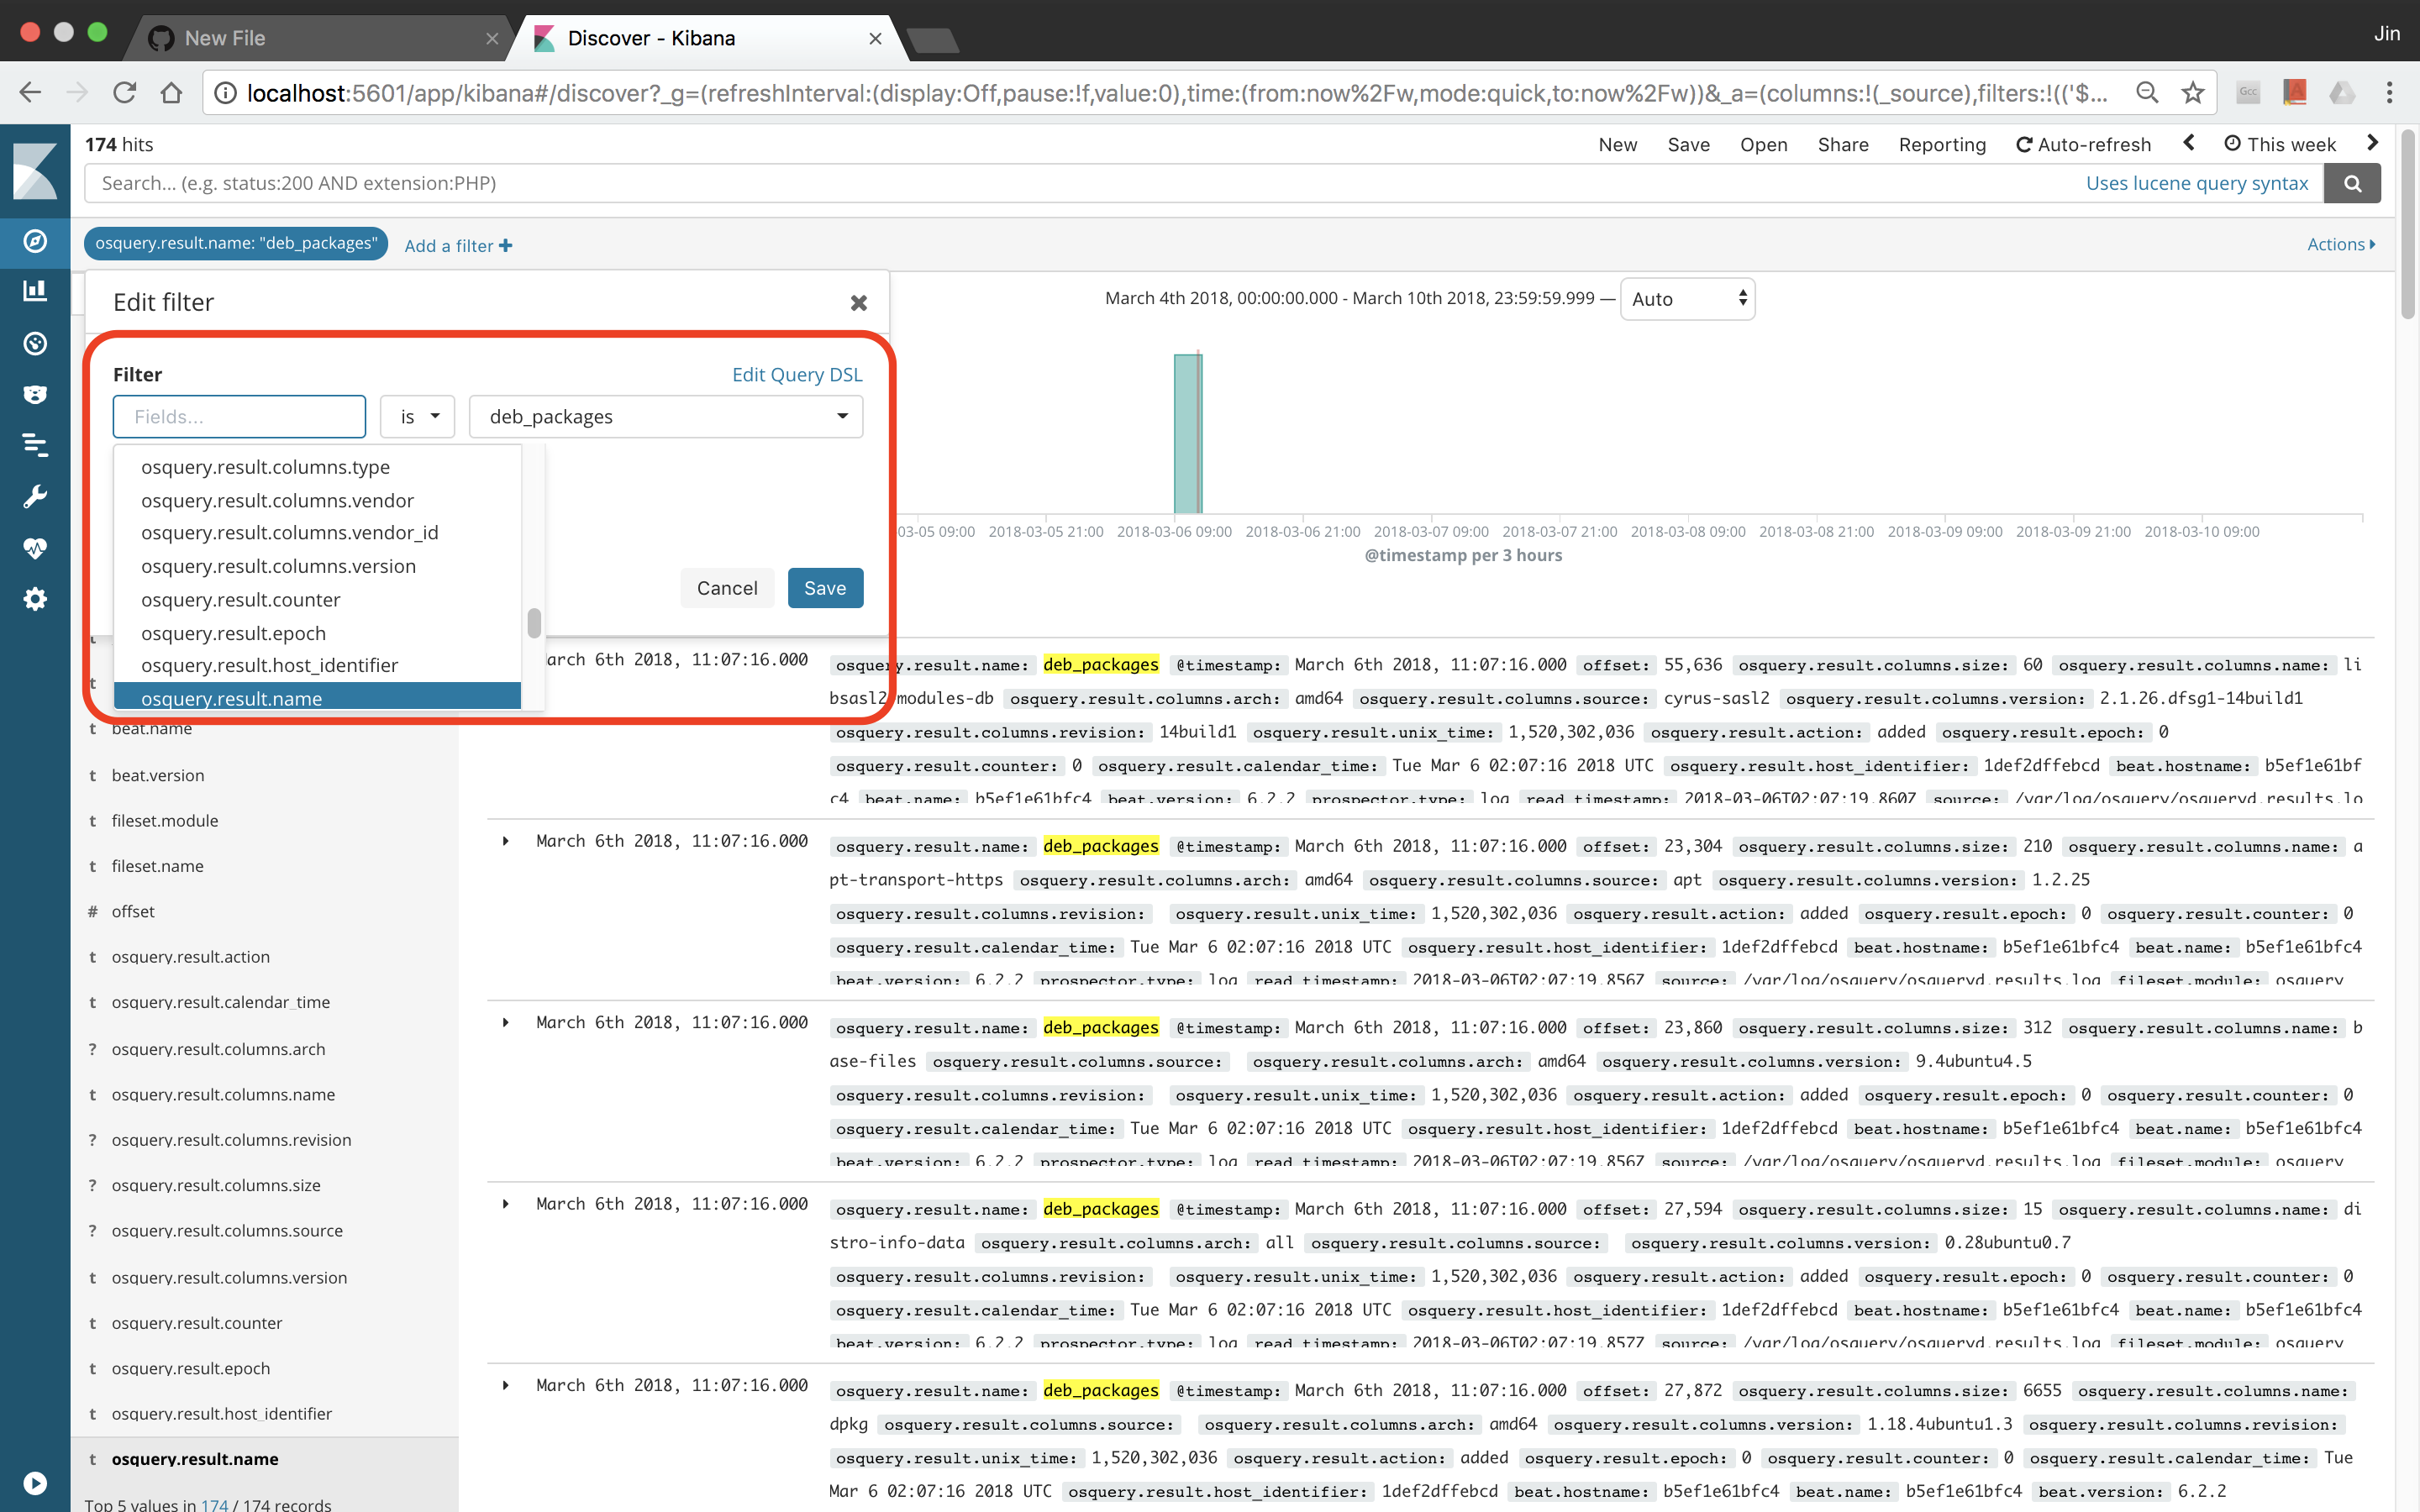 New File
Discover - Kibana
Jin
localhost:5601/app/kibana#/discover?_g=(refreshInterval:(display:Off,pause:!f,value:0),time:(from:now%2Fw,mode:quick,to:now%2Fw))&_a=(columns:!(_source),filters:!(('$...
Gcc
174 hits
New Save Open Share Reporting Auto-refresh This week
Search... (e.g. status:200 AND extension:PHP)
Uses lucene query syntax
osquery.result.name: "deb_packages"
Add a filter
Actions
Edit filter
March 4th 2018, 00:00:00.000 - March 10th 2018, 23:59:59.999 — Auto
Filter
Edit Query DSL
Fields...
is
deb_packages
osquery.result.columns.type
osquery.result.columns.vendor
osquery.result.columns.vendor_id
osquery.result.columns.version
osquery.result.counter
osquery.result.epoch
osquery.result.host_identifier
osquery.result.name
Cancel
Save
03-05 09:00 2018-03-05 21:00 2018-03-06 09:00 2018-03-06 21:00 2018-03-07 09:00 2018-03-07 21:00 2018-03-08 09:00 2018-03-08 21:00 2018-03-09 09:00 2018-03-09 21:00 2018-03-10 09:00
@timestamp per 3 hours
t
t
t beat.name
t beat.version
t fileset.module
t fileset.name
# offset
t osquery.result.action
t osquery.result.calendar_time
? osquery.result.columns.arch
t osquery.result.columns.name
? osquery.result.columns.revision
? osquery.result.columns.size
? osquery.result.columns.source
t osquery.result.columns.version
t osquery.result.counter
t osquery.result.epoch
t osquery.result.host_identifier
t osquery.result.name
Top 5 values in 174 / 174 records
arch 6th 2018, 11:07:16.000
osquery.result.name: deb_packages @timestamp: March 6th 2018, 11:07:16.000 offset: 55,636 osquery.result.columns.size: 60 osquery.result.columns.name: li
bsasl2-modules-db osquery.result.columns.arch: amd64 osquery.result.columns.source: cyrus-sasl2 osquery.result.columns.version: 2.1.26.dfsg1-14build1
osquery.result.columns.revision: 14build1 osquery.result.unix_time: 1,520,302,036 osquery.result.action: added osquery.result.epoch: 0
osquery.result.counter: 0 osquery.result.calendar_time: Tue Mar 6 02:07:16 2018 UTC osquery.result.host_identifier: 1def2dffebcd beat.hostname: b5ef1e61bf
c4 beat.name: b5ef1e61bfc4 beat.version: 6.2.2 prospector.type: log read_timestamp: 2018-03-06T02:07:19.860Z source: /var/log/osquery/osqueryd.results.lo
March 6th 2018, 11:07:16.000
osquery.result.name: deb_packages @timestamp: March 6th 2018, 11:07:16.000 offset: 23,304 osquery.result.columns.size: 210 osquery.result.columns.name: a
pt-transport-https osquery.result.columns.arch: amd64 osquery.result.columns.source: apt osquery.result.columns.version: 1.2.25
osquery.result.columns.revision: osquery.result.unix_time: 1,520,302,036 osquery.result.action: added osquery.result.epoch: 0 osquery.result.counter: 0
osquery.result.calendar_time: Tue Mar 6 02:07:16 2018 UTC osquery.result.host_identifier: 1def2dffebcd beat.hostname: b5ef1e61bfc4 beat.name: b5ef1e61bfc4
beat.version: 6.2.2 prospector.type: log read_timestamp: 2018-03-06T02:07:19.856Z source: /var/log/osquery/osqueryd.results.log fileset.module: osquery
March 6th 2018, 11:07:16.000
osquery.result.name: deb_packages @timestamp: March 6th 2018, 11:07:16.000 offset: 23,860 osquery.result.columns.size: 312 osquery.result.columns.name: b
ase-files osquery.result.columns.source: osquery.result.columns.arch: amd64 osquery.result.columns.version: 9.4ubuntu4.5
osquery.result.columns.revision: osquery.result.unix_time: 1,520,302,036 osquery.result.action: added osquery.result.epoch: 0 osquery.result.counter: 0
osquery.result.calendar_time: Tue Mar 6 02:07:16 2018 UTC osquery.result.host_identifier: 1def2dffebcd beat.hostname: b5ef1e61bfc4 beat.name: b5ef1e61bfc4
beat.version: 6.2.2 prospector.type: log read_timestamp: 2018-03-06T02:07:19.856Z source: /var/log/osquery/osqueryd.results.log fileset.module: osquery
March 6th 2018, 11:07:16.000
osquery.result.name: deb_packages @timestamp: March 6th 2018, 11:07:16.000 offset: 27,594 osquery.result.columns.size: 15 osquery.result.columns.name: di
stro-info-data osquery.result.columns.arch: all osquery.result.columns.source: osquery.result.columns.version: 0.28ubuntu0.7
osquery.result.columns.revision: osquery.result.unix_time: 1,520,302,036 osquery.result.action: added osquery.result.epoch: 0 osquery.result.counter: 0
osquery.result.calendar_time: Tue Mar 6 02:07:16 2018 UTC osquery.result.host_identifier: 1def2dffebcd beat.hostname: b5ef1e61bfc4 beat.name: b5ef1e61bfc4
beat.version: 6.2.2 prospector.type: log read_timestamp: 2018-03-06T02:07:19.857Z source: /var/log/osquery/osqueryd.results.log fileset.module: osquery
March 6th 2018, 11:07:16.000
osquery.result.name: deb_packages @timestamp: March 6th 2018, 11:07:16.000 offset: 27,872 osquery.result.columns.size: 6655 osquery.result.columns.name:
dpkg osquery.result.columns.source: osquery.result.columns.arch: amd64 osquery.result.columns.version: 1.18.4ubuntu1.3 osquery.result.columns.revision:
osquery.result.unix_time: 1,520,302,036 osquery.result.action: added osquery.result.epoch: 0 osquery.result.counter: 0 osquery.result.calendar_time: Tue
Mar 6 02:07:16 2018 UTC osquery.result.host_identifier: 1def2dffebcd beat.hostname: b5ef1e61bfc4 beat.name: b5ef1e61bfc4 beat.version: 6.2.2